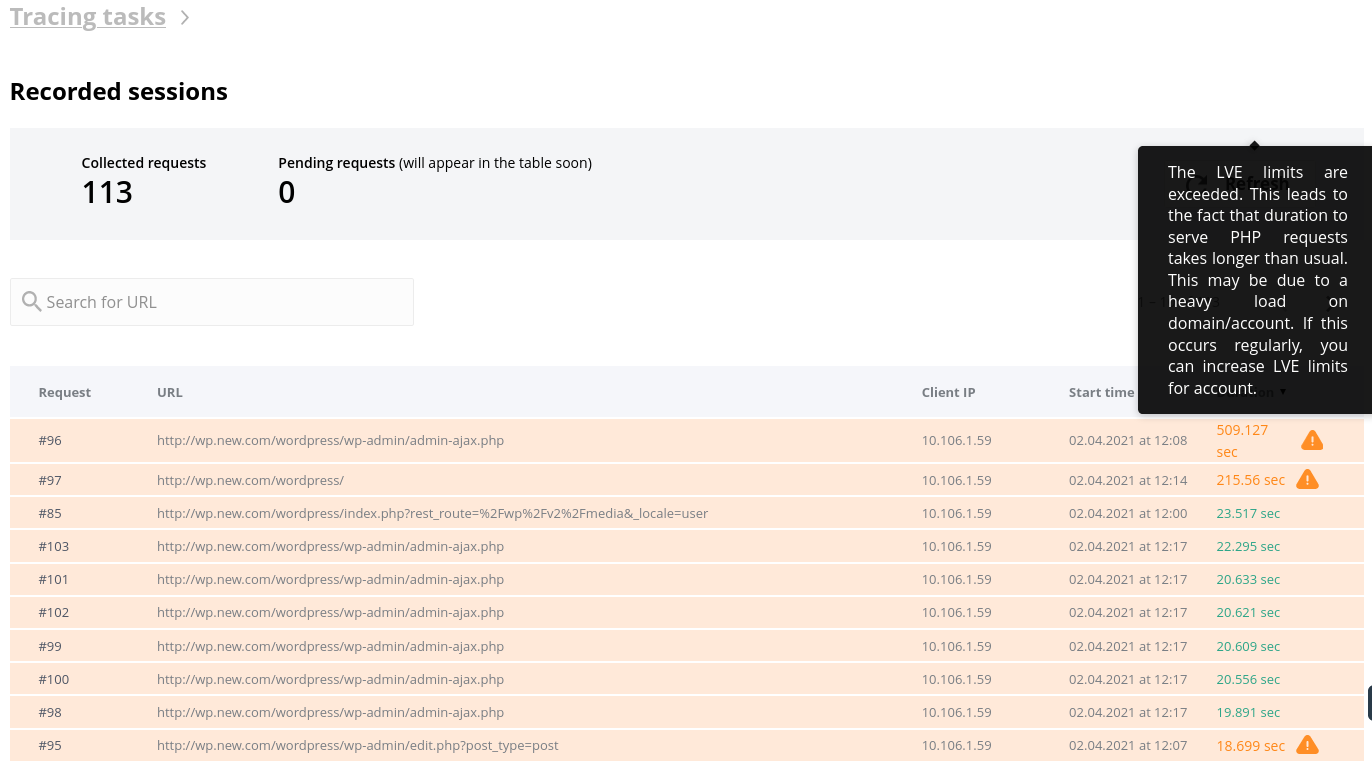 Tracing tasks
Recorded sessions
Collected requests
113
Pending requests (will appear in the table soon)
0
Refresh
The LVE limits are
exceeded. This leads to
the fact that duration to
serve PHP requests
takes longer than usual.
This may be due to a
heavy load on
domain/account. If this
occurs regularly, you
can increase LVE limits
for account.
Search for URL
Request URL Client IP Start time
#96 http://wp.new.com/wordpress/wp-admin/admin-ajax.php 10.106.1.59 02.04.2021 at 12:08 509.127
sec
#97 http://wp.new.com/wordpress/ 10.106.1.59 02.04.2021 at 12:14 215.56 sec
#85 http://wp.new.com/wordpress/index.php?rest_route=%2Fwp%2Fv2%2Fmedia&_locale=user 10.106.1.59 02.04.2021 at 12:00 23.517 sec
#103 http://wp.new.com/wordpress/wp-admin/admin-ajax.php 10.106.1.59 02.04.2021 at 12:17 22.295 sec
#101 http://wp.new.com/wordpress/wp-admin/admin-ajax.php 10.106.1.59 02.04.2021 at 12:17 20.633 sec
#102 http://wp.new.com/wordpress/wp-admin/admin-ajax.php 10.106.1.59 02.04.2021 at 12:17 20.621 sec
#99 http://wp.new.com/wordpress/wp-admin/admin-ajax.php 10.106.1.59 02.04.2021 at 12:17 20.609 sec
#100 http://wp.new.com/wordpress/wp-admin/admin-ajax.php 10.106.1.59 02.04.2021 at 12:17 20.556 sec
#98 http://wp.new.com/wordpress/wp-admin/admin-ajax.php 10.106.1.59 02.04.2021 at 12:17 19.891 sec
#95 http://wp.new.com/wordpress/wp-admin/edit.php?post_type=post 10.106.1.59 02.04.2021 at 12:07 18.699 sec